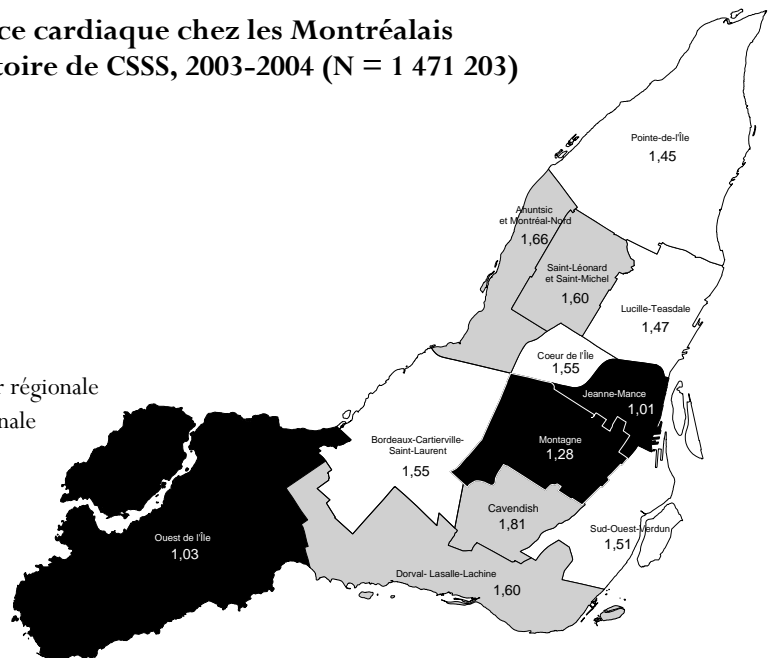 ce cardiaque chez les Montréalais
toire de CSSS, 2003-2004 (N = 1 471 203)
Pointe-de-l'Île
1,45
Ahuntsic
et Montréal-Nord
1,66
Saint-Léonard
et Saint-Michel
1,60
Lucille-Teasdale
1,47
Coeur de l'Île
1,55
r régionale
nale
Jeanne-Mance
1,01
Bordeaux-Cartierville-
Saint-Laurent
1,55
Montagne
1,28
Cavendish
1,81
Sud-Ouest-Verdun
1,51
Ouest de l'Île
1,03
Dorval- Lasalle-Lachine
1,60